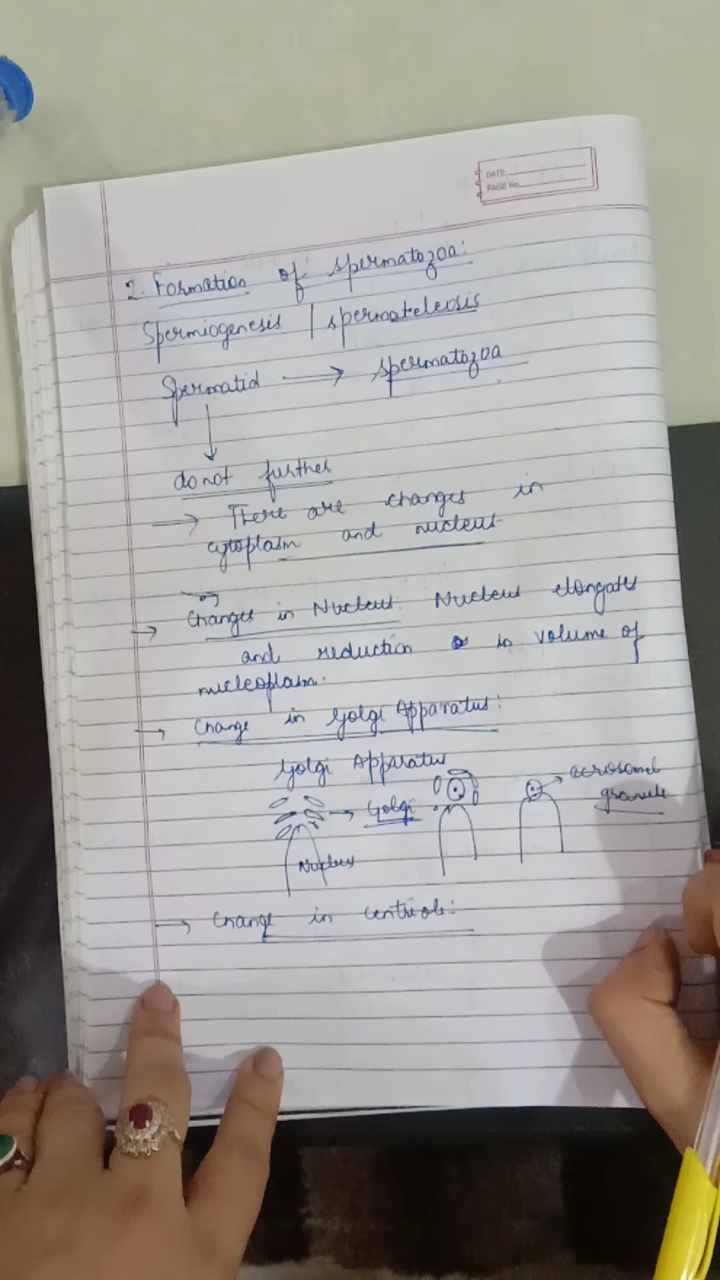 DATE
PAGE No.
2. Formation of spermatozoa:
Spermiogenesis / spermateleosis
Spermatid → spermatozoa
do not further
→ There are changes in
cytoplasm and nucleus
→ Changes in Nucleus. Nucleus elongates
and reduction in volume of
nucleoplasm.
→ Change in Golgi Apparatus:
Golgi Apparatus
→ Golgi
acrosomal
granule
Nucleus
→ Change in centriole: